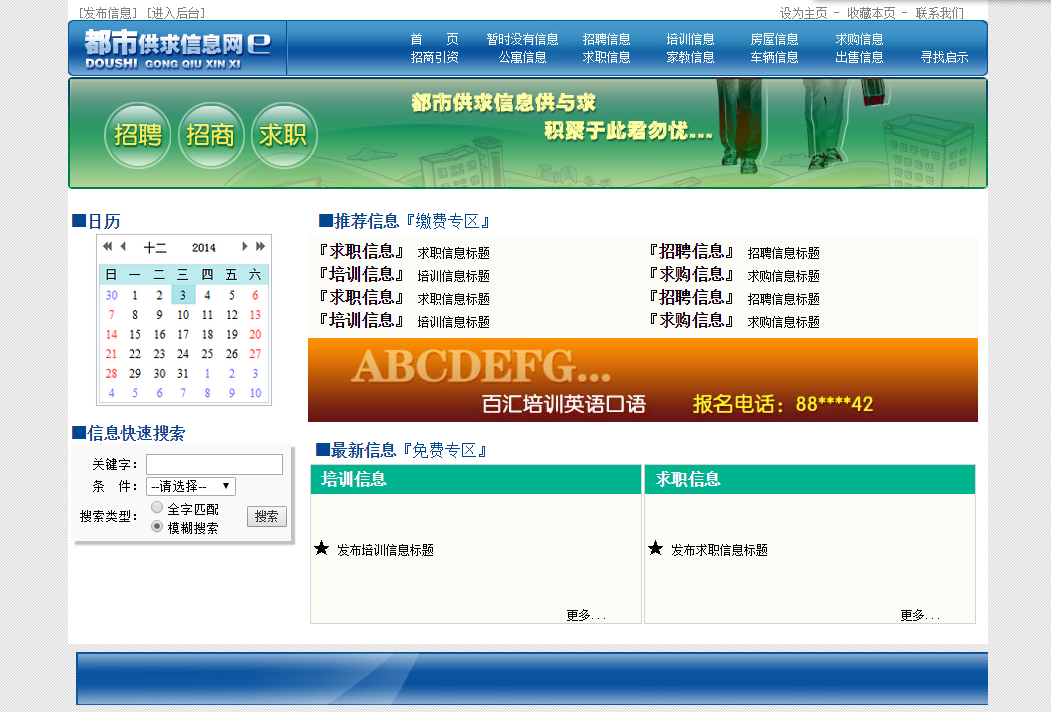 [发布信息] [进入后台]
设为主页 - 收藏本页 - 联系我们
都市供求信息网e
DOUSHI GONG QIU XIN XI
首 页 暂时没有信息 招聘信息 培训信息 房屋信息 求购信息
招商引资 公寓信息 求职信息 家教信息 车辆信息 出售信息 寻找启示
都市供求信息供与求
积聚于此君勿忧...
招聘 招商 求职
■日历
十二 2014
日 一 二 三 四 五 六
30 1 2 3 4 5 6
7 8 9 10 11 12 13
14 15 16 17 18 19 20
21 22 23 24 25 26 27
28 29 30 31 1 2 3
4 5 6 7 8 9 10
■信息快速搜索
关键字：
条 件： --请选择--
搜索类型： 全字匹配
模糊搜索
搜索
■推荐信息『缴费专区』
『求职信息』 求职信息标题 『招聘信息』 招聘信息标题
『培训信息』 培训信息标题 『求购信息』 求购信息标题
『求职信息』 求职信息标题 『招聘信息』 招聘信息标题
『培训信息』 培训信息标题 『求购信息』 求购信息标题
ABCDEFG...
百汇培训英语口语 报名电话：88****42
■最新信息『免费专区』
培训信息 求职信息
★ 发布培训信息标题 ★ 发布求职信息标题
更多... 更多...